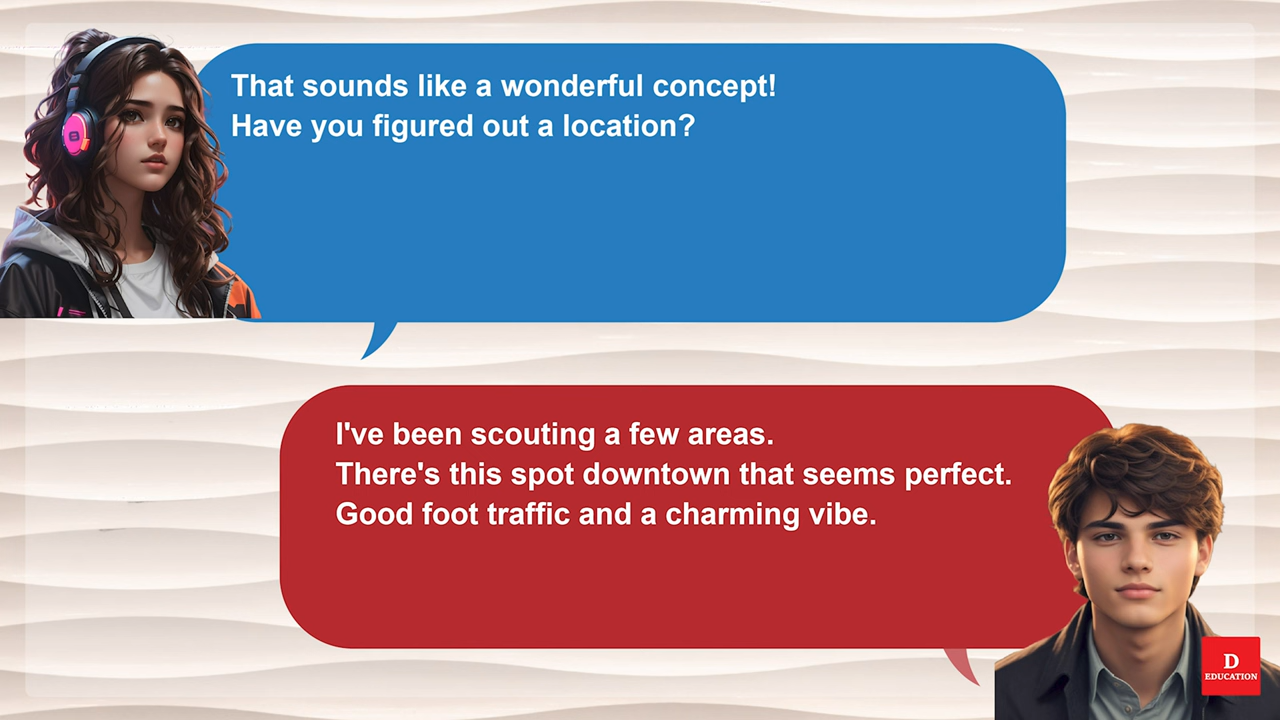 That sounds like a wonderful concept!
Have you figured out a location?
I've been scouting a few areas.
There's this spot downtown that seems perfect.
Good foot traffic and a charming vibe.
D
EDUCATION